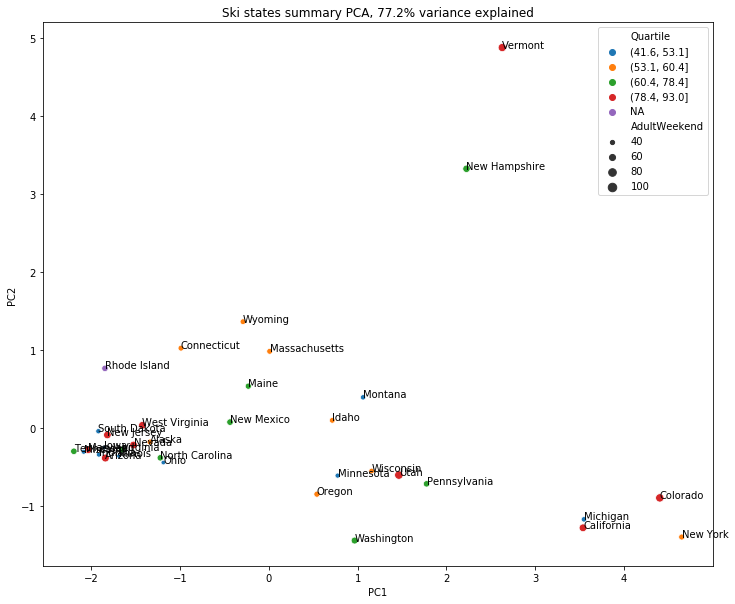 Ski states summary PCA, 77.2% variance explained
5
Vermont
Quartile
(41.6, 53.1]
(53.1, 60.4]
(60.4, 78.4]
(78.4, 93.0]
NA
AdultWeekend
40
60
80
100
4
New Hampshire
3
2
PC2
Wyoming
Connecticut
Massachusetts
1
Rhode Island
Maine
Montana
New Mexico
Idaho
0
West Virginia
South Dakota
New Jersey
Alaska
Nevada
Arizona
North Carolina
Ohio
Wisconsin
Utah
Minnesota
Pennsylvania
Oregon
Colorado
-1
Michigan
California
New York
Washington
−2
−1
0
1
2
3
4
PC1